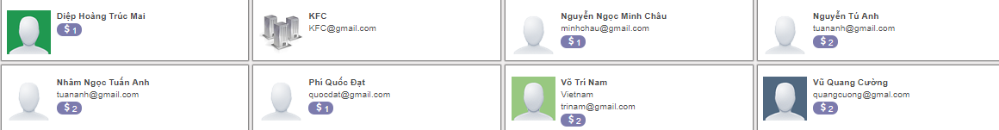 Diệp Hoàng Trúc Mai
$ 1
KFC
KFC@gmail.com
Nguyễn Ngọc Minh Châu
minhchau@gmail.com
$ 1
Nguyễn Tú Anh
tuananh@gmail.com
$ 2
Nhâm Ngọc Tuấn Anh
tuananh@gmail.com
$ 2
Phí Quốc Đạt
quocdat@gmail.com
$ 1
Võ Trí Nam
Vietnam
trinam@gmail.com
$ 2
Vũ Quang Cường
quangcuong@gmal.com
$ 2